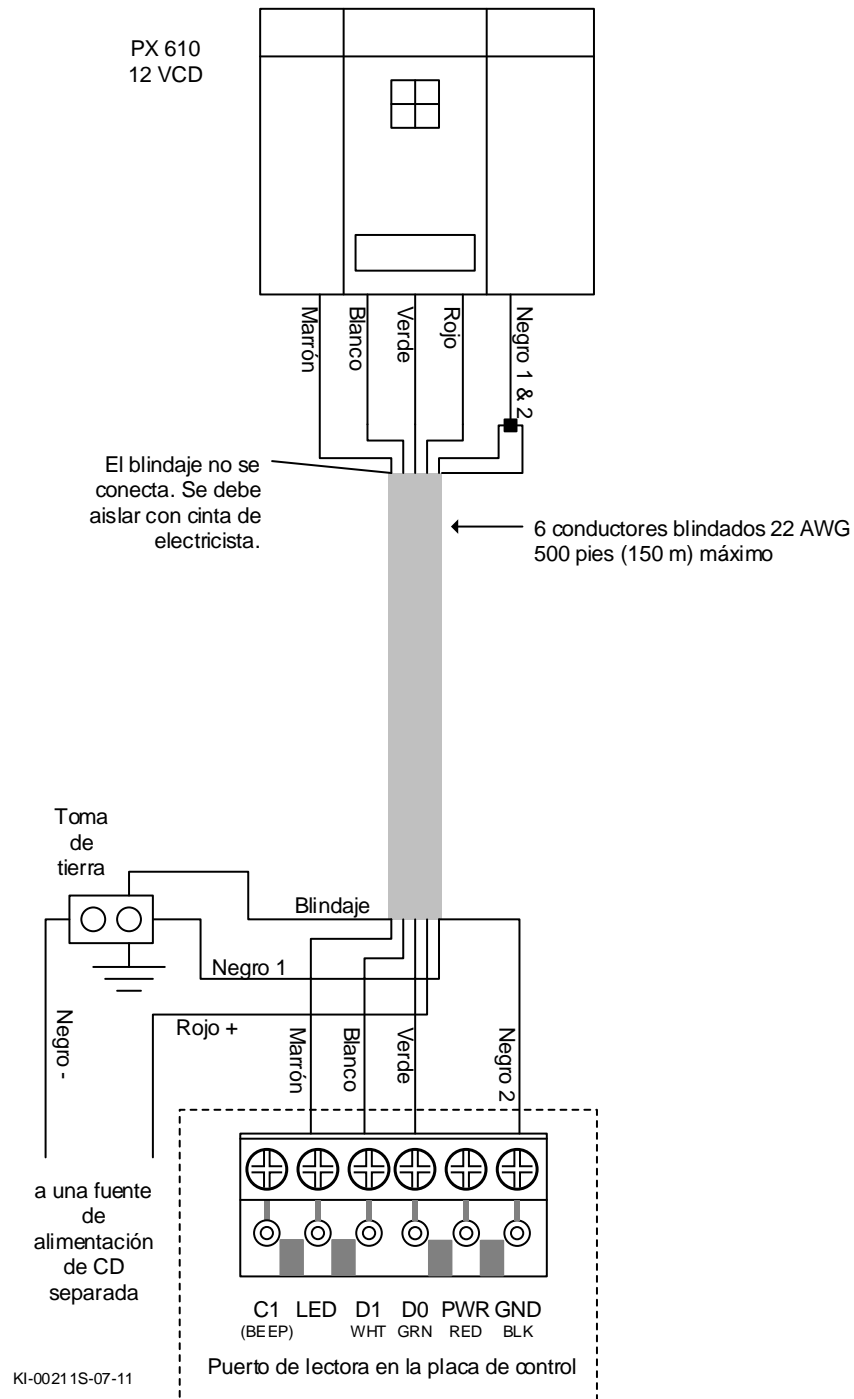 PX 610
12 VCD
Marrón
Blanco
Verde
Rojo
Negro 1 & 2
El blindaje no se
conecta. Se debe
aislar con cinta de
electricista.
6 conductores blindados 22 AWG
500 pies (150 m) máximo
Toma
de
tierra
Blindaje
Negro 1
Rojo +
Negro -
Marrón
Blanco
Verde
Negro 2
a una fuente
de
alimentación
de CD
separada
C1 LED D1 D0 PWR GND
(BEEP) WHT GRN RED BLK
Puerto de lectora en la placa de control
KI-00211S-07-11